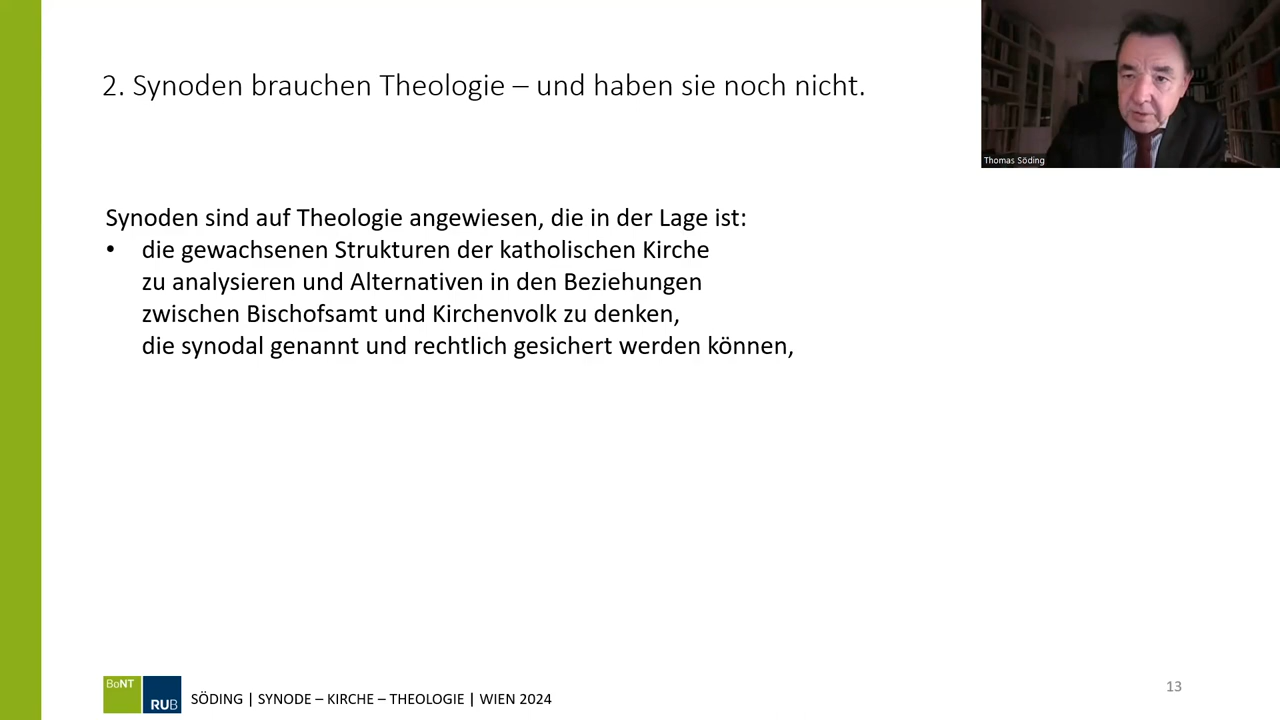 2. Synoden brauchen Theologie – und haben sie noch nicht.
Thomas Söding
Synoden sind auf Theologie angewiesen, die in der Lage ist:
• die gewachsenen Strukturen der katholischen Kirche
zu analysieren und Alternativen in den Beziehungen
zwischen Bischofsamt und Kirchenvolk zu denken,
die synodal genannt und rechtlich gesichert werden können,
BoNT
RUB
SÖDING | SYNODE – KIRCHE – THEOLOGIE | WIEN 2024
13